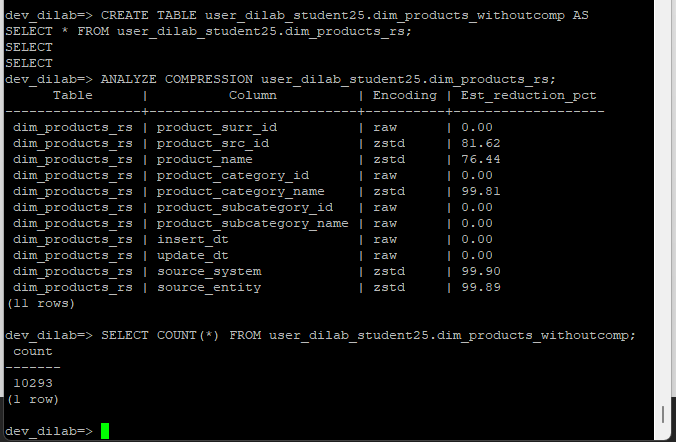 dev_dilab=> CREATE TABLE user_dilab_student25.dim_products_withoutcomp AS
SELECT * FROM user_dilab_student25.dim_products_rs;
SELECT
SELECT
dev_dilab=> ANALYZE COMPRESSION user_dilab_student25.dim_products_rs;
      Table      |          Column          | Encoding | Est_reduction_pct
-----------------+--------------------------+----------+-------------------
 dim_products_rs | product_surr_id          | raw      | 0.00
 dim_products_rs | product_src_id           | zstd     | 81.62
 dim_products_rs | product_name             | zstd     | 76.44
 dim_products_rs | product_category_id      | raw      | 0.00
 dim_products_rs | product_category_name    | zstd     | 99.81
 dim_products_rs | product_subcategory_id   | raw      | 0.00
 dim_products_rs | product_subcategory_name | raw      | 0.00
 dim_products_rs | insert_dt                | raw      | 0.00
 dim_products_rs | update_dt                | raw      | 0.00
 dim_products_rs | source_system            | zstd     | 99.90
 dim_products_rs | source_entity            | zstd     | 99.89
(11 rows)
dev_dilab=> SELECT COUNT(*) FROM user_dilab_student25.dim_products_withoutcomp;
 count
-------
 10293
(1 row)
dev_dilab=>